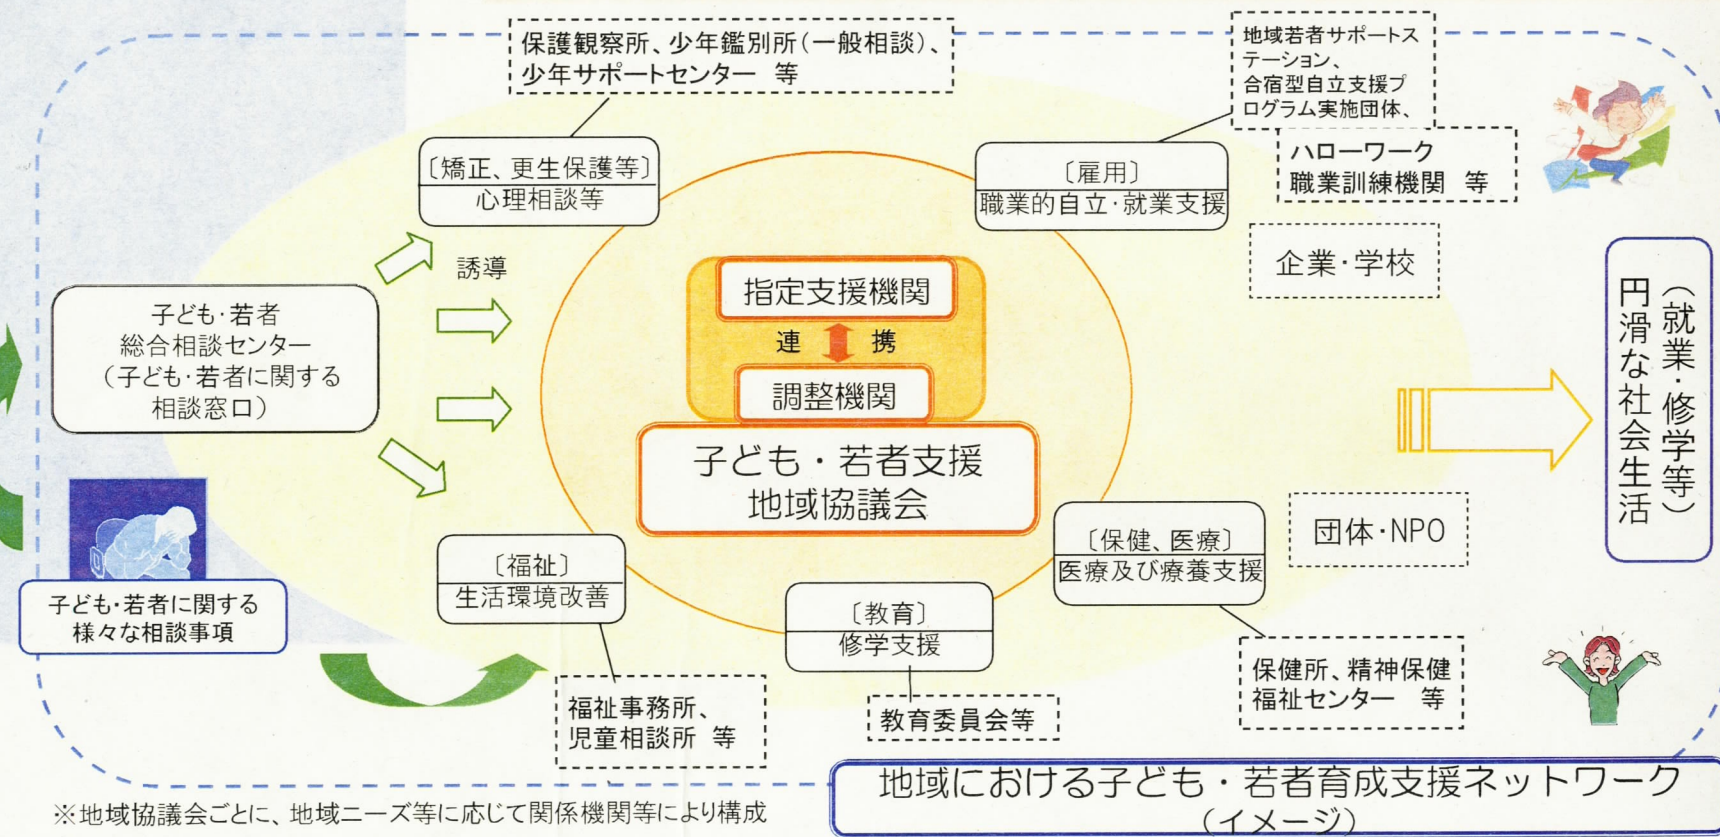 保護観察所、少年鑑別所(一般相談)、
少年サポートセンター 等
地域若者サポートス
テーション、
合宿型自立支援プ
ログラム実施団体、
ハローワーク
職業訓練機関 等
〔矯正、更生保護等〕
心理相談等
〔雇用〕
職業的自立・就業支援
企業・学校
誘導
子ども・若者
総合相談センター
(子ども・若者に関する
相談窓口)
指定支援機関
連 携
調整機関
子ども・若者支援
地域協議会
(就業・修学等)
円滑な社会生活
団体・NPO
〔保健、医療〕
医療及び療養支援
〔福祉〕
生活環境改善
〔教育〕
修学支援
子ども・若者に関する
様々な相談事項
保健所、精神保健
福祉センター 等
福祉事務所、
児童相談所 等
教育委員会等
地域における子ども・若者育成支援ネットワーク
(イメージ)
※地域協議会ごとに、地域ニーズ等に応じて関係機関等により構成